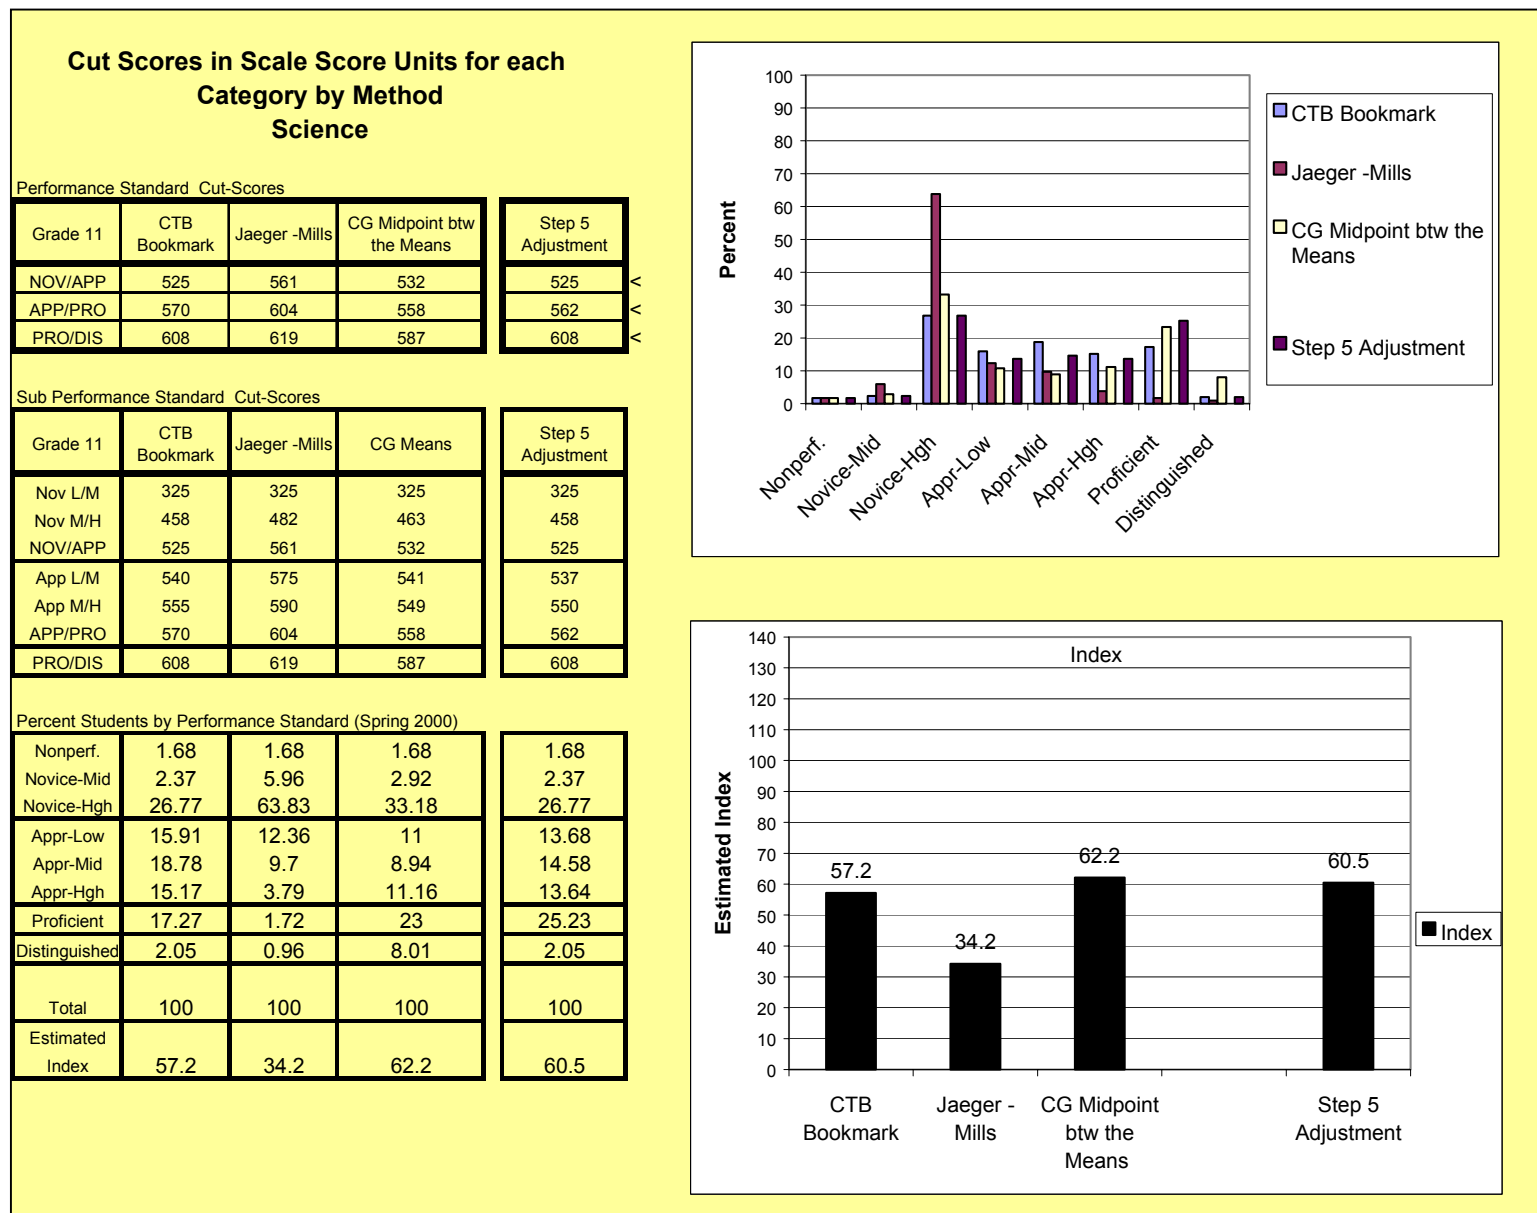 Cut Scores in Scale Score Units for each
Category by Method
Science
Performance Standard Cut-Scores
Grade 11 CTB Bookmark Jaeger -Mills CG Midpoint btw the Means Step 5 Adjustment
NOV/APP 525 561 532 525 <
APP/PRO 570 604 558 562 <
PRO/DIS 608 619 587 608 <
Sub Performance Standard Cut-Scores
Grade 11 CTB Bookmark Jaeger -Mills CG Means Step 5 Adjustment
Nov L/M 325 325 325 325
Nov M/H 458 482 463 458
NOV/APP 525 561 532 525
App L/M 540 575 541 537
App M/H 555 590 549 550
APP/PRO 570 604 558 562
PRO/DIS 608 619 587 608
Percent Students by Performance Standard (Spring 2000)
Nonperf. 1.68 1.68 1.68 1.68
Novice-Mid 2.37 5.96 2.92 2.37
Novice-Hgh 26.77 63.83 33.18 26.77
Appr-Low 15.91 12.36 11 13.68
Appr-Mid 18.78 9.7 8.94 14.58
Appr-Hgh 15.17 3.79 11.16 13.64
Proficient 17.27 1.72 23 25.23
Distinguished 2.05 0.96 8.01 2.05
Total 100 100 100 100
Estimated
Index 57.2 34.2 62.2 60.5
Percent
100
90
80
70
60
50
40
30
20
10
0
Nonperf.
Novice-Mid
Novice-Hgh
Appr-Low
Appr-Mid
Appr-Hgh
Proficient
Distinguished
CTB Bookmark
Jaeger -Mills
CG Midpoint btw the
Means
Step 5 Adjustment
Index
Estimated Index
140
130
120
110
100
90
80
70
60
50
40
30
20
10
0
57.2
34.2
62.2
60.5
CTB
Bookmark
Jaeger -
Mills
CG Midpoint
btw the
Means
Step 5
Adjustment
Index